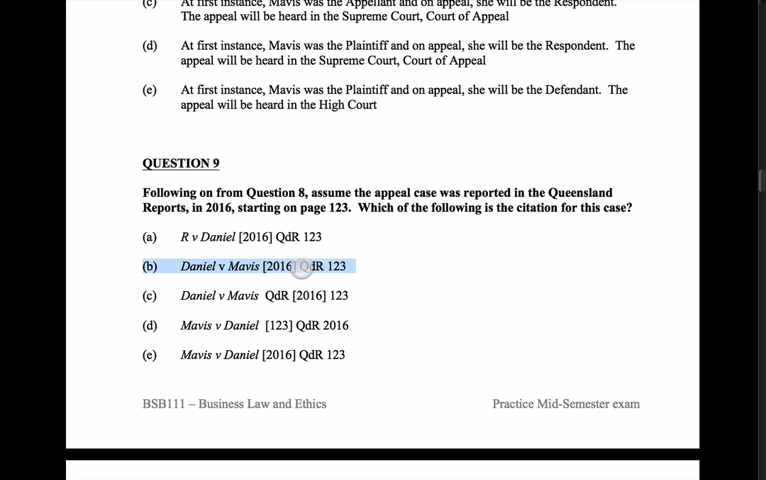 (c) At first instance, Mavis was the Appellant and on appeal, she will be the Respondent.
The appeal will be heard in the Supreme Court, Court of Appeal
(d) At first instance, Mavis was the Plaintiff and on appeal, she will be the Respondent. The
appeal will be heard in the Supreme Court, Court of Appeal
(e) At first instance, Mavis was the Plaintiff and on appeal, she will be the Defendant. The
appeal will be heard in the High Court
QUESTION 9
Following on from Question 8, assume the appeal case was reported in the Queensland
Reports, in 2016, starting on page 123. Which of the following is the citation for this case?
(a) R v Daniel [2016] QdR 123
(b) Daniel v Mavis [2016] QdR 123
(c) Daniel v Mavis QdR [2016] 123
(d) Mavis v Daniel [123] QdR 2016
(e) Mavis v Daniel [2016] QdR 123
BSB111 – Business Law and Ethics
Practice Mid-Semester exam